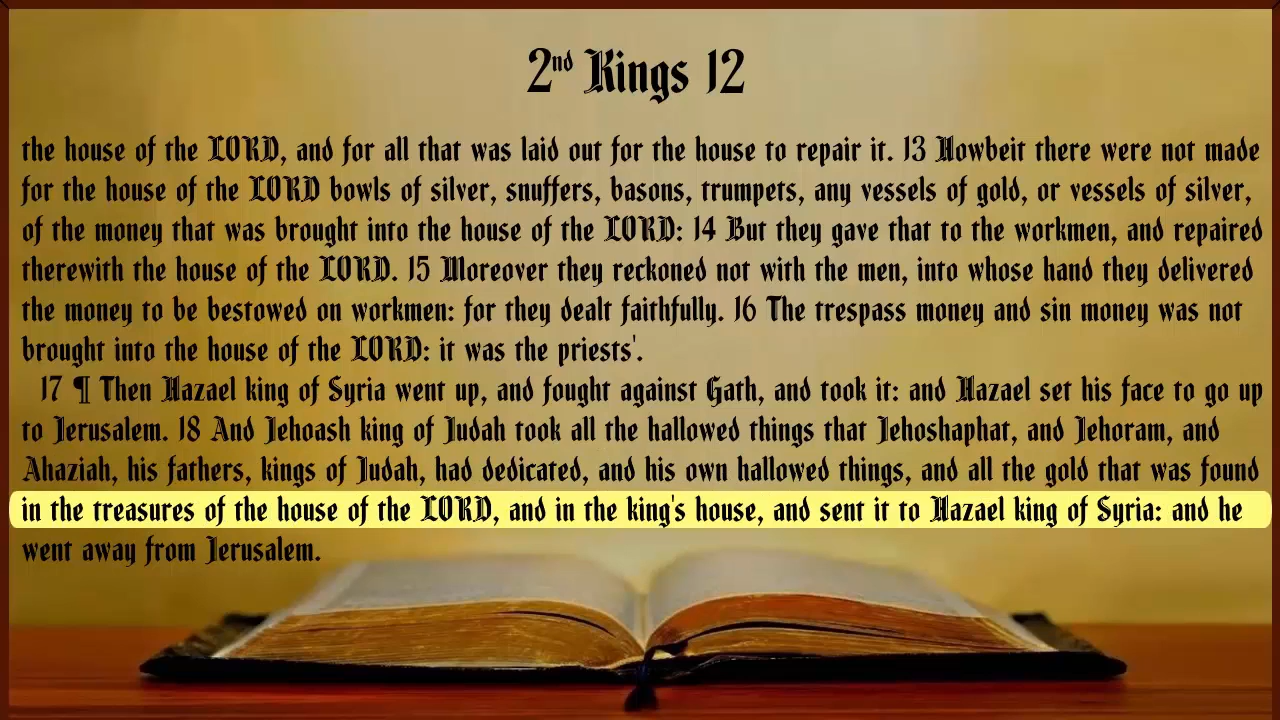 2nd Kings 12
the house of the LORD, and for all that was laid out for the house to repair it. 13 Howbeit there were not made
for the house of the LORD bowls of silver, snuffers, basons, trumpets, any vessels of gold, or vessels of silver,
of the money that was brought into the house of the LORD: 14 But they gave that to the workmen, and repaired
therewith the house of the LORD. 15 Moreover they reckoned not with the men, into whose hand they delivered
the money to be bestowed on workmen: for they dealt faithfully. 16 The trespass money and sin money was not
brought into the house of the LORD: it was the priests'.
17 ¶ Then Hazael king of Syria went up, and fought against Gath, and took it: and Hazael set his face to go up
to Jerusalem. 18 And Jehoash king of Judah took all the hallowed things that Jehoshaphat, and Jehoram, and
Ahaziah, his fathers, kings of Judah, had dedicated, and his own hallowed things, and all the gold that was found
in the treasures of the house of the LORD, and in the king's house, and sent it to Hazael king of Syria: and he
went away from Jerusalem.